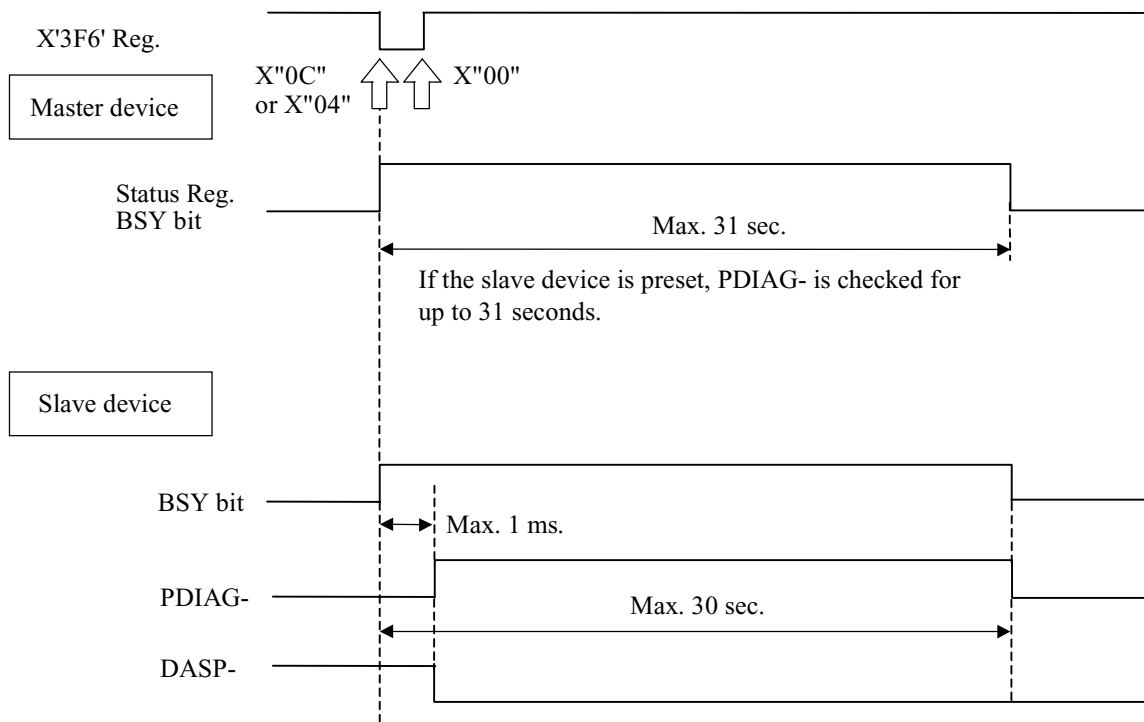 X'3F6' Reg.
X"0C"
or X"04"
X"00"
Master device
Status Reg.
BSY bit
Max. 31 sec.
If the slave device is preset, PDIAG- is checked for
up to 31 seconds.
Slave device
BSY bit
Max. 1 ms.
PDIAG-
Max. 30 sec.
DASP-